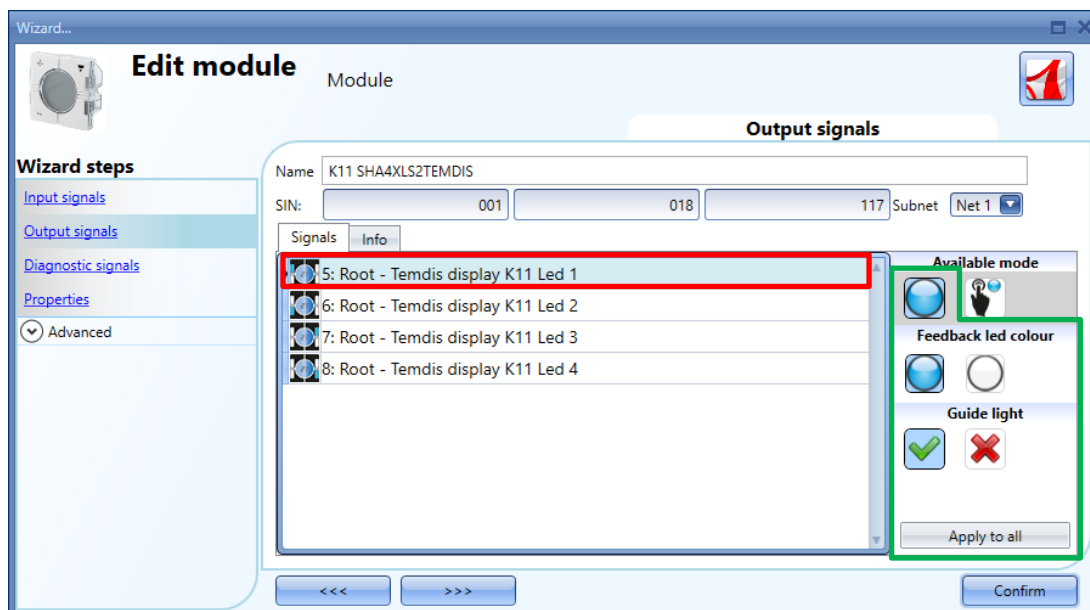 Wizard...
Edit module
Module
Output signals
Wizard steps
Input signals
Output signals
Diagnostic signals
Properties
Advanced
Name K11 SHA4XLS2TEMDIS
SIN: 001 018 117 Subnet Net 1
Signals Info
5: Root - Temdis display K11 Led 1
6: Root - Temdis display K11 Led 2
7: Root - Temdis display K11 Led 3
8: Root - Temdis display K11 Led 4
Available mode
Feedback led colour
Guide light
Apply to all
<<< >>> Confirm